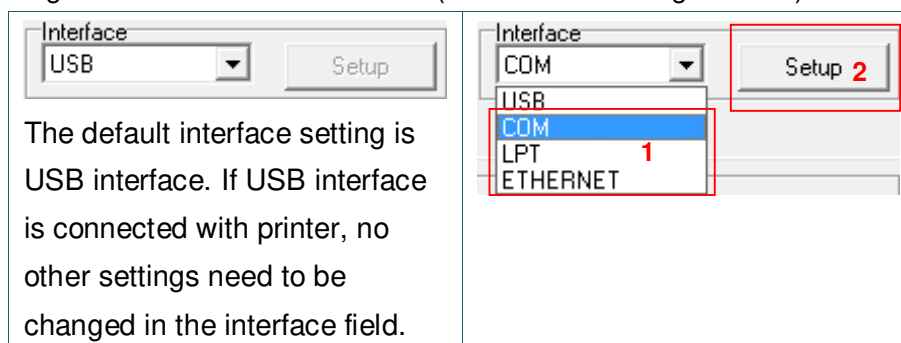 Interface
USB
Setup
The default interface setting is
USB interface. If USB interface
is connected with printer, no
other settings need to be
changed in the interface field.
Interface
COM
Setup 2
USB
COM
LPT 1
ETHERNET